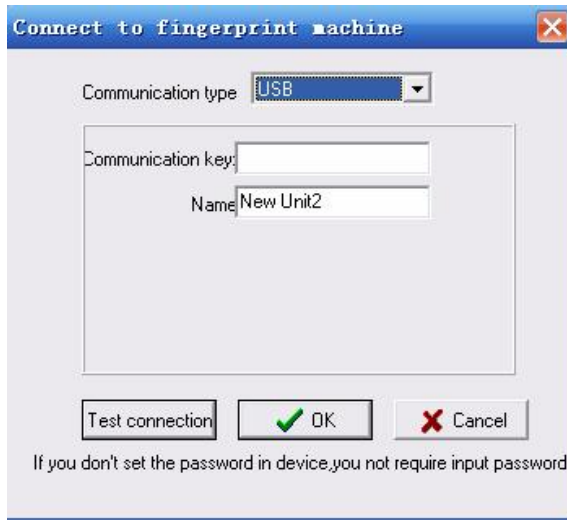 Connect to fingerprint machine
Communication type USB
Communication key:
Name New Unit2
Test connection OK Cancel
If you don't set the password in device,you not require input password